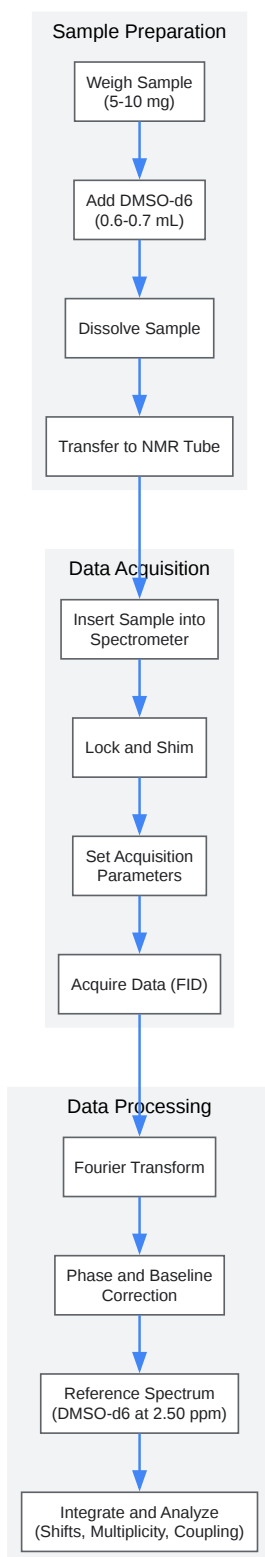 Sample Preparation
Weigh Sample
(5-10 mg)
Add DMSO-d6
(0.6-0.7 mL)
Dissolve Sample
Transfer to NMR Tube
Data Acquisition
Insert Sample into
Spectrometer
Lock and Shim
Set Acquisition
Parameters
Acquire Data (FID)
Data Processing
Fourier Transform
Phase and Baseline
Correction
Reference Spectrum
(DMSO-d6 at 2.50 ppm)
Integrate and Analyze
(Shifts, Multiplicity, Coupling)